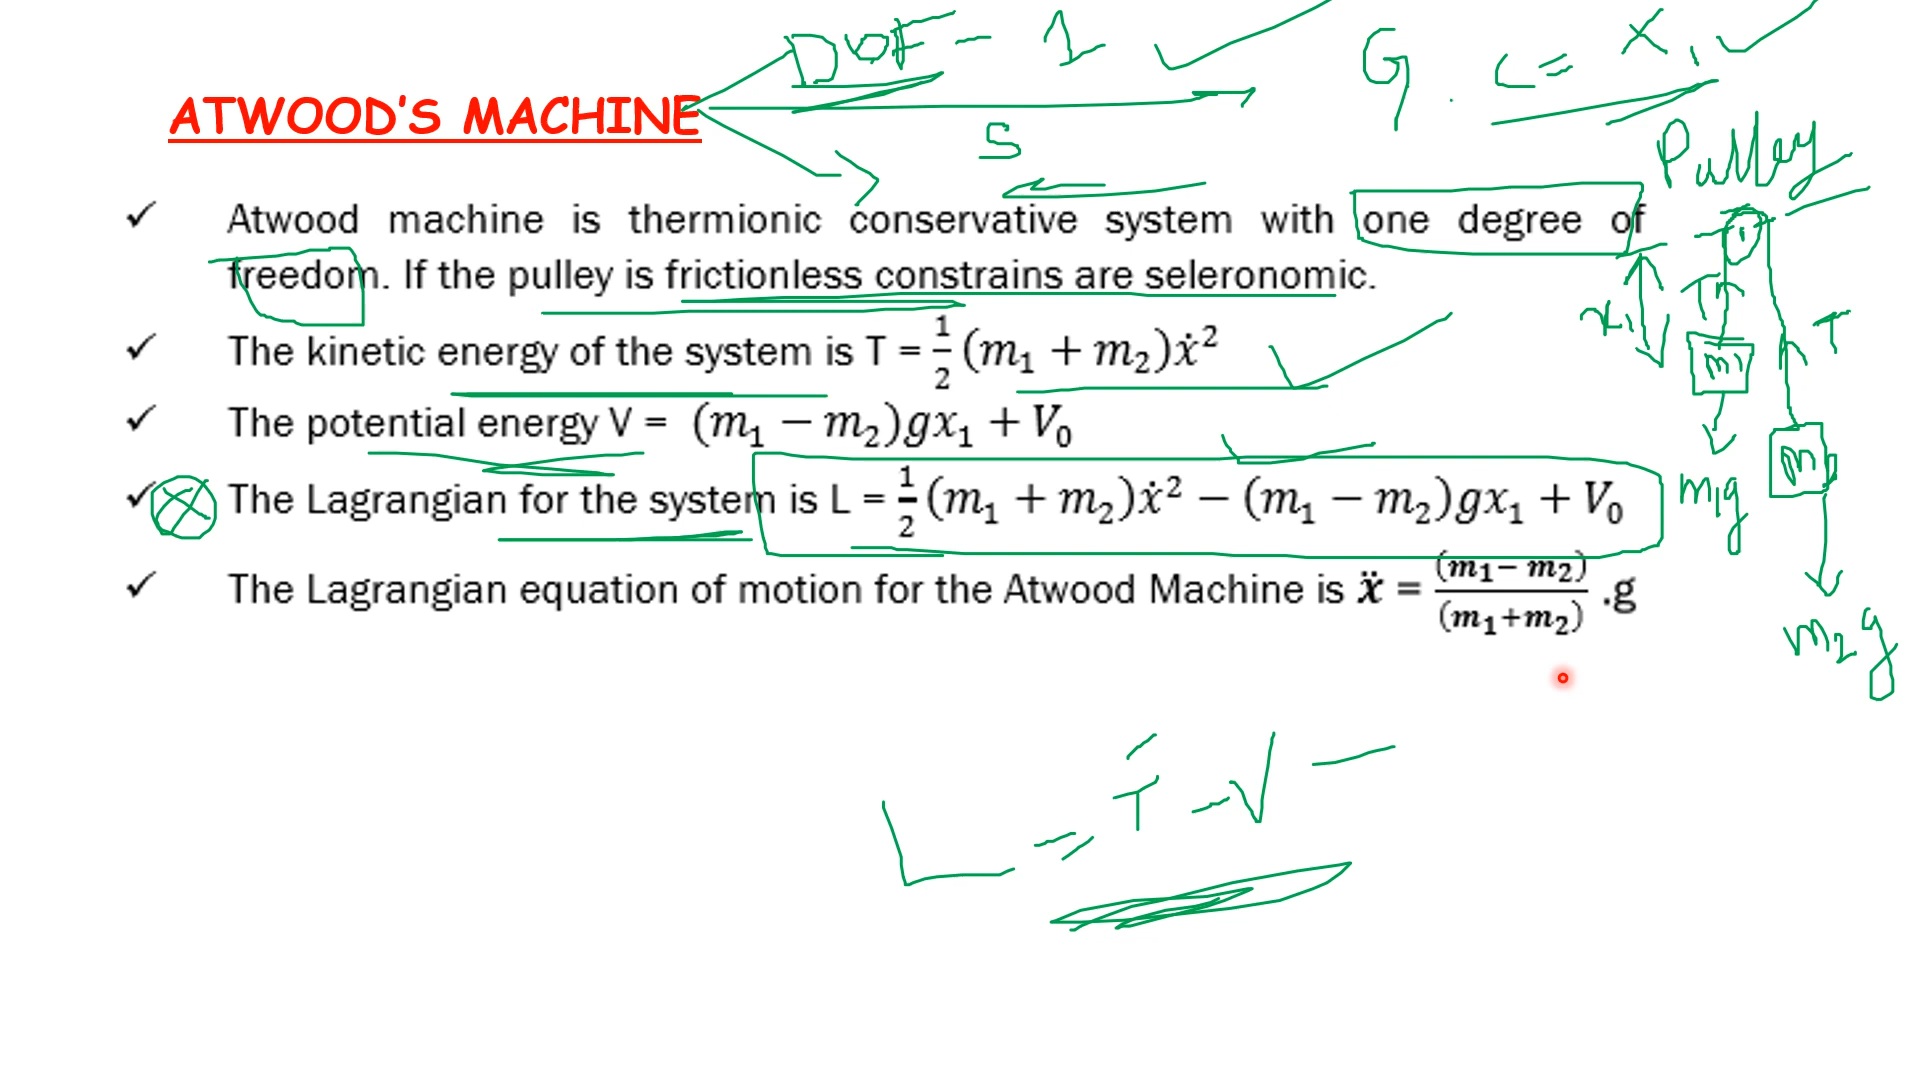 DOF - 1
G. C = x₁
ATWOOD'S MACHINE
S
Pulley
✓ Atwood machine is thermionic conservative system with one degree of
freedom. If the pulley is frictionless constrains are seleronomic.
✓ The kinetic energy of the system is T = 1/2 (m₁ + m₂)ẋ²
✓ The potential energy V = (m₁ − m₂)gx₁ + V₀
✓ The Lagrangian for the system is L = 1/2 (m₁ + m₂)ẋ² − (m₁ − m₂)gx₁ + V₀
✓ The Lagrangian equation of motion for the Atwood Machine is ẍ = (m₁− m₂)/(m₁+m₂) .g
x₁
T
T
m
m
m₁g
m₂g
L = T - V